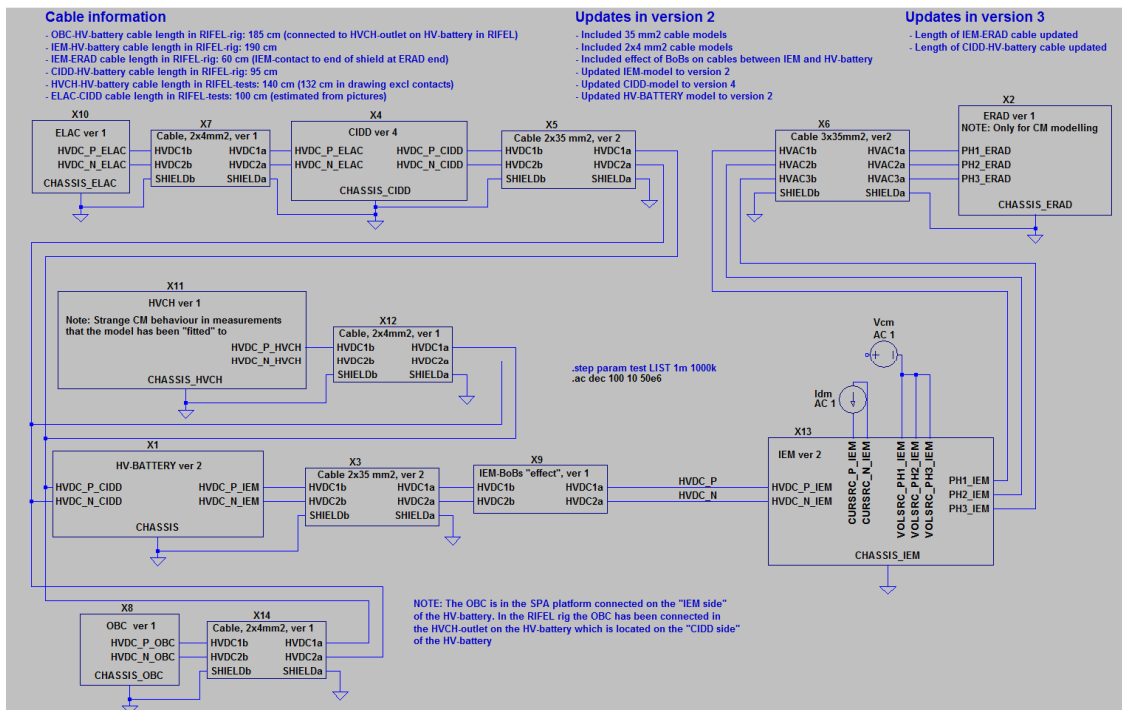 Cable information
- OBC-HV-battery cable length in RIFEL-rig: 185 cm (connected to HVCH-outlet on HV-battery in RIFEL)
- IEM-HV-battery cable length in RIFEL-rig: 190 cm
- IEM-ERAD cable length in RIFEL-rig: 60 cm (IEM-contact to end of shield at ERAD end)
- CIDD-HV-battery cable length in RIFEL-rig: 95 cm
- HVCH-HV-battery cable length in RIFEL-tests: 140 cm (132 cm in drawing excl contacts)
- ELAC-CIDD cable length in RIFEL-tests: 100 cm (estimated from pictures)
Updates in version 2
- Included 35 mm2 cable models
- Included 2x4 mm2 cable models
- Included effect of BoBs on cables between IEM and HV-battery
- Updated IEM-model to version 2
- Updated CIDD-model to version 4
- Updated HV-BATTERY model to version 2
Updates in version 3
- Length of IEM-ERAD cable updated
- Length of CIDD-HV-battery cable updated
X10
ELAC ver 1
HVDC_P_ELAC
HVDC_N_ELAC
CHASSIS_ELAC
X7
Cable, 2x4mm2, ver 1
HVDC1b HVDC1a
HVDC2b HVDC2a
SHIELDb SHIELDa
X4
CIDD ver 4
HVDC_P_ELAC HVDC_P_CIDD
HVDC_N_ELAC HVDC_N_CIDD
CHASSIS_CIDD
X5
Cable 2x35 mm2, ver 2
HVDC1b HVDC1a
HVDC2b HVDC2a
SHIELDb SHIELDa
X6
Cable 3x35mm2, ver2
HVAC1b HVAC1a
HVAC2b HVAC2a
HVAC3b HVAC3a
SHIELDb SHIELDa
X2
ERAD ver 1
NOTE: Only for CM modelling
PH1_ERAD
PH2_ERAD
PH3_ERAD
CHASSIS_ERAD
X11
HVCH ver 1
Note: Strange CM behaviour in measurements
that the model has been "fitted" to
HVDC_P_HVCH
HVDC_N_HVCH
CHASSIS_HVCH
X12
Cable, 2x4mm2, ver 1
HVDC1b HVDC1a
HVDC2b HVDC2a
SHIELDb SHIELDa
.step param test LIST 1m 1000k
.ac dec 100 10 50e6
Vcm
AC 1
Idm
AC 1
X1
HV-BATTERY ver 2
HVDC_P_CIDD HVDC_P_IEM
HVDC_N_CIDD HVDC_N_IEM
CHASSIS
X3
Cable 2x35 mm2, ver 2
HVDC1b HVDC1a
HVDC2b HVDC2a
SHIELDb SHIELDa
X9
IEM-BoBs "effect", ver 1
HVDC1b HVDC1a
HVDC2b HVDC2a
HVDC_P
HVDC_N
X13
IEM ver 2
HVDC_P_IEM
HVDC_N_IEM
CURSRC_P_IEM
CURSRC_N_IEM
VOLSRC_PH1_IEM
VOLSRC_PH2_IEM
VOLSRC_PH3_IEM
PH1_IEM
PH2_IEM
PH3_IEM
CHASSIS_IEM
X8
OBC ver 1
HVDC_P_OBC
HVDC_N_OBC
CHASSIS_OBC
X14
Cable, 2x4mm2, ver 1
HVDC1b HVDC1a
HVDC2b HVDC2a
SHIELDb SHIELDa
NOTE: The OBC is in the SPA platform connected on the "IEM side"
of the HV-battery. In the RIFEL rig the OBC has been connected in
the HVCH-outlet on the HV-battery which is located on the "CIDD side"
of the HV-battery